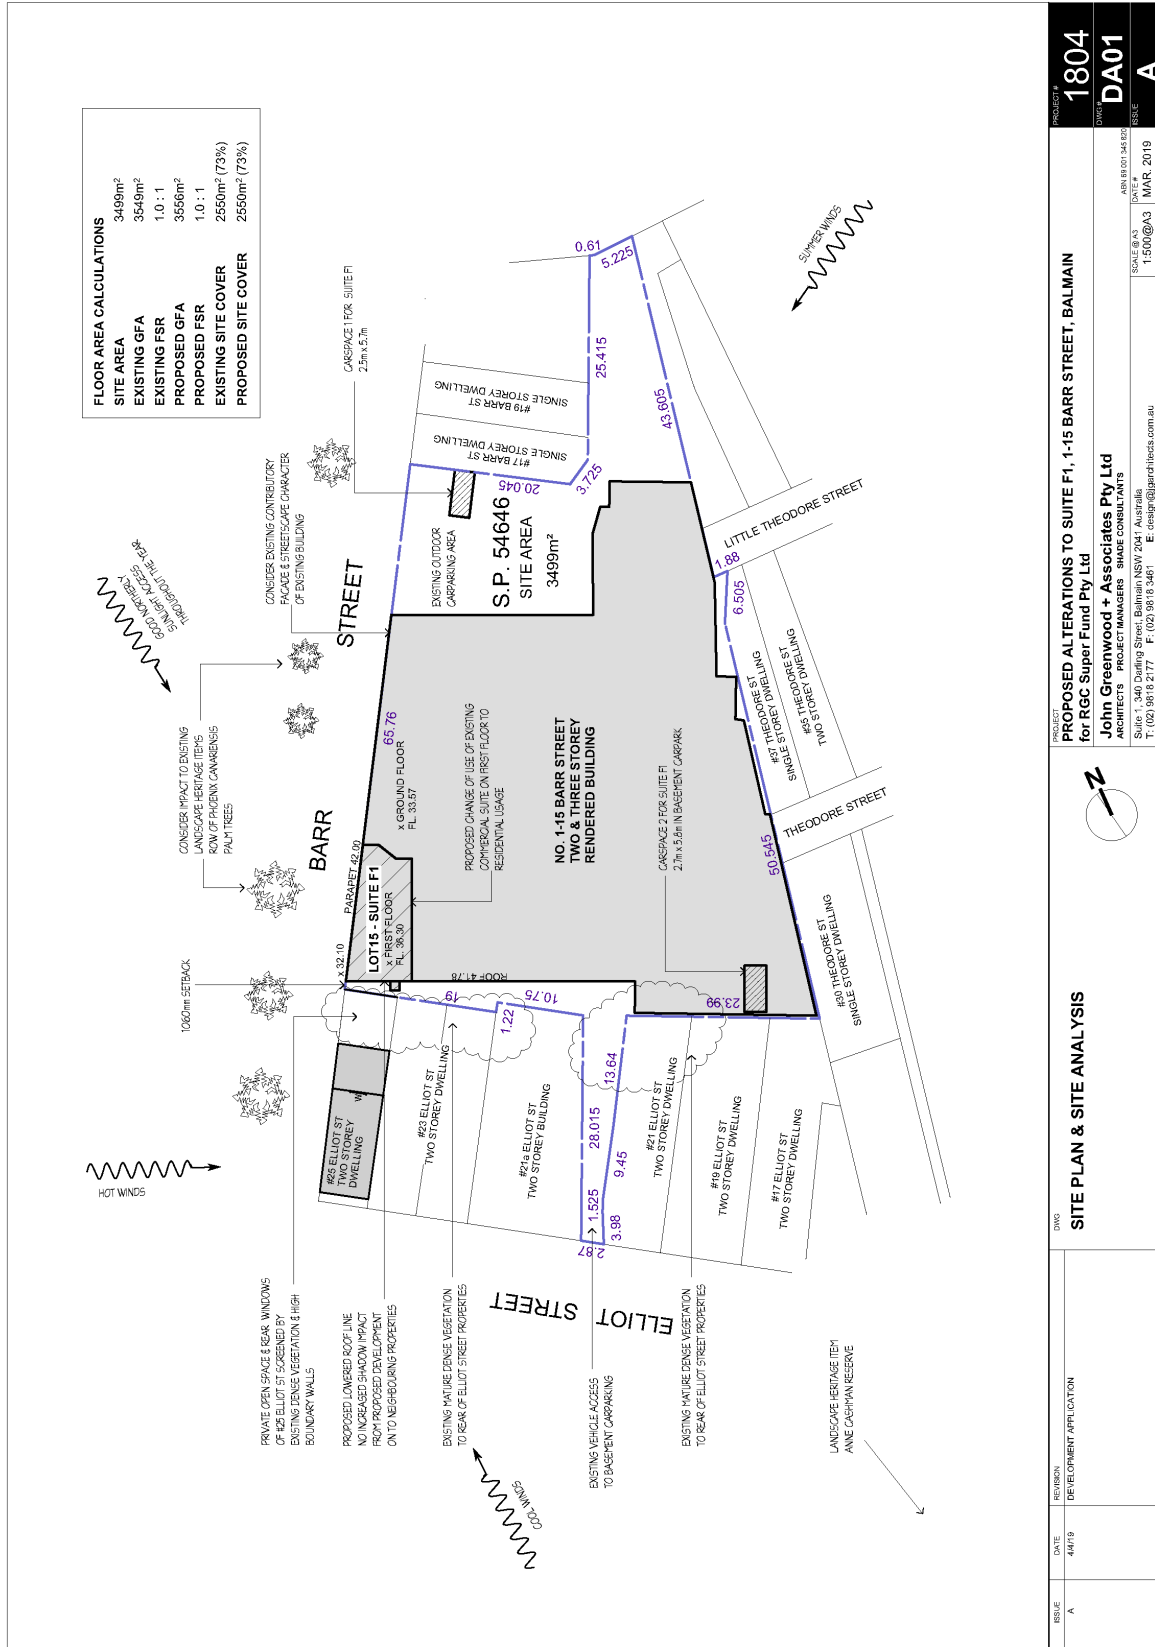 FLOOR AREA CALCULATIONS
SITE AREA 3499m²
EXISTING GFA 3549m²
EXISTING FSR 1.0 : 1
PROPOSED GFA 3556m²
PROPOSED FSR 1.0 : 1
EXISTING SITE COVER 2550m² (73%)
PROPOSED SITE COVER 2550m² (73%)
HOT WINDS
1060mm SETBACK
CONSIDER IMPACT TO EXISTING
LANDSCAPE HERITAGE ITEMS
ROW OF PHOENIX CANARIENSIS
PALM TREES
GOOD NORTHERLY
SUNLIGHT ACCESS
THROUGHOUT THE YEAR
CONSIDER EXISTING CONTRIBUTORY
FACADE & STREETSCAPE CHARACTER
OF EXISTING BUILDING
CARSPACE 1 FOR SUITE F1
2.5m x 5.7m
SUMMER WINDS
BARR STREET
PRIVATE OPEN SPACE & REAR WINDOWS
OF #25 ELLIOT ST SCREENED BY
EXISTING DENSE VEGETATION & HIGH
BOUNDARY WALLS
PROPOSED LOWERED ROOF LINE
NO INCREASED SHADOW IMPACT
FROM PROPOSED DEVELOPMENT
ON TO NEIGHBOURING PROPERTIES
EXISTING MATURE DENSE VEGETATION
TO REAR OF ELLIOT STREET PROPERTIES
COOL WINDS
EXISTING VEHICLE ACCESS
TO BASEMENT CARPARKING
EXISTING MATURE DENSE VEGETATION
TO REAR OF ELLIOT STREET PROPERTIES
LANDSCAPE HERITAGE ITEM
ANNE CASHMAN RESERVE
ELLIOT STREET
#25 ELLIOT ST
TWO STOREY
DWELLING
W
#23 ELLIOT ST
TWO STOREY DWELLING
#21a ELLIOT ST
TWO STOREY BUILDING
#21 ELLIOT ST
TWO STOREY DWELLING
#19 ELLIOT ST
TWO STOREY DWELLING
#17 ELLIOT ST
TWO STOREY DWELLING
19
1.22
10.75
28.015
13.64
9.45
1.525
3.98
2.87
23.99
x 32.10
PARAPET 42.00
LOT15 - SUITE F1
x FIRST FLOOR
FL. 36.30
ROOF 41.78
65.76
x GROUND FLOOR
FL. 33.57
PROPOSED CHANGE OF USE OF EXISTING
COMMERCIAL SUITE ON FIRST FLOOR TO
RESIDENTIAL USAGE
NO. 1-15 BARR STREET
TWO & THREE STOREY
RENDERED BUILDING
CARSPACE 2 FOR SUITE F1
2.7m x 5.8m IN BASEMENT CARPARK
EXISTING OUTDOOR
CARPARKING AREA
S.P. 54646
SITE AREA
3499m²
20.045
3.725
#17 BARR ST
SINGLE STOREY DWELLING
#19 BARR ST
SINGLE STOREY DWELLING
25.415
0.61
5.225
43.605
LITTLE THEODORE STREET
1.88
6.505
#37 THEODORE ST
SINGLE STOREY DWELLING
#35 THEODORE ST
TWO STOREY DWELLING
THEODORE STREET
50.545
#30 THEODORE ST
SINGLE STOREY DWELLING
ISSUE
DATE
REVISION
A
4/4/19
DEVELOPMENT APPLICATION
DWG
SITE PLAN & SITE ANALYSIS
N
PROJECT
PROPOSED ALTERATIONS TO SUITE F1, 1-15 BARR STREET, BALMAIN
for RGC Super Fund Pty Ltd
John Greenwood + Associates Pty Ltd
ABN 89 001 345 820
ARCHITECTS PROJECT MANAGERS SHADE CONSULTANTS
Suite 1, 340 Darling Street, Balmain NSW 2041 Australia
T: (02) 9818 2177 F: (02) 9818 3461 E: design@jgarchitects.com.au
SCALE @ A3
1:500@A3
DATE #
MAR. 2019
PROJECT #
1804
DWG #
DA01
ISSUE
A